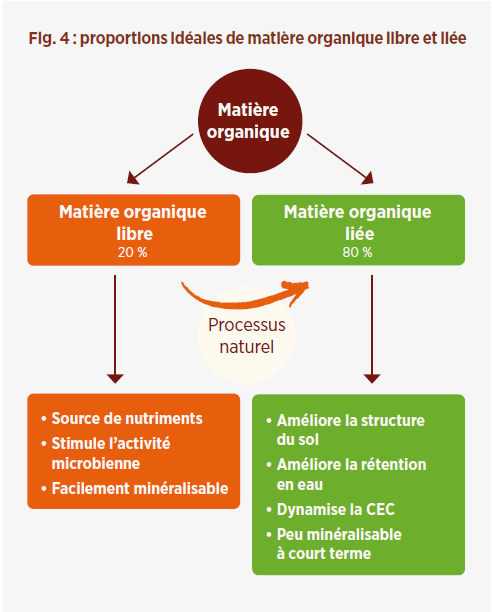 Fig. 4 : proportions idéales de matière organique libre et liée
Matière
organique
Matière organique
libre
20 %
Matière organique
liée
80 %
Processus
naturel
• Source de nutriments
• Stimule l'activité
microbienne
• Facilement minéralisable
• Améliore la structure
du sol
• Améliore la rétention
en eau
• Dynamise la CEC
• Peu minéralisable
à court terme